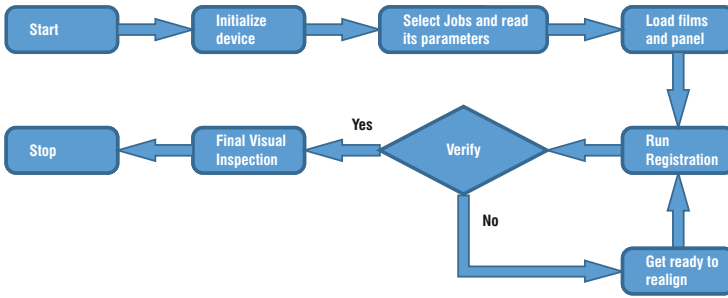 Start
Initialize
device
Select Jobs and read
its parameters
Load films
and panel
Stop
Final Visual
Inspection
Yes
Verify
Run
Registration
No
Get ready to
realign